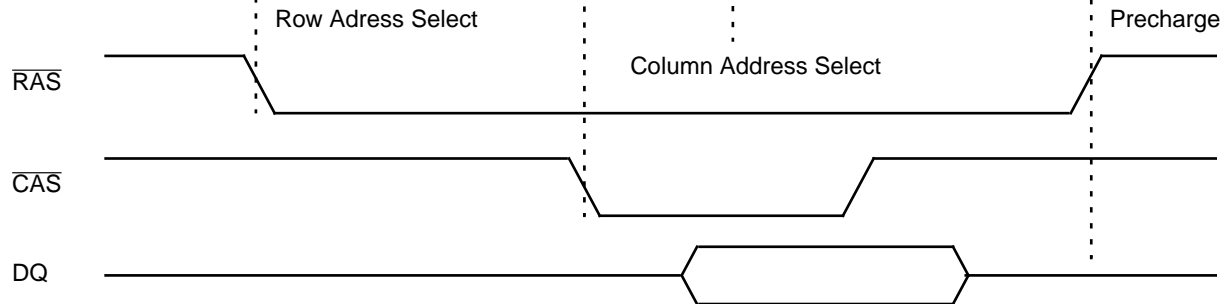 Row Adress Select
Precharge
Column Address Select
RAS
CAS
DQ